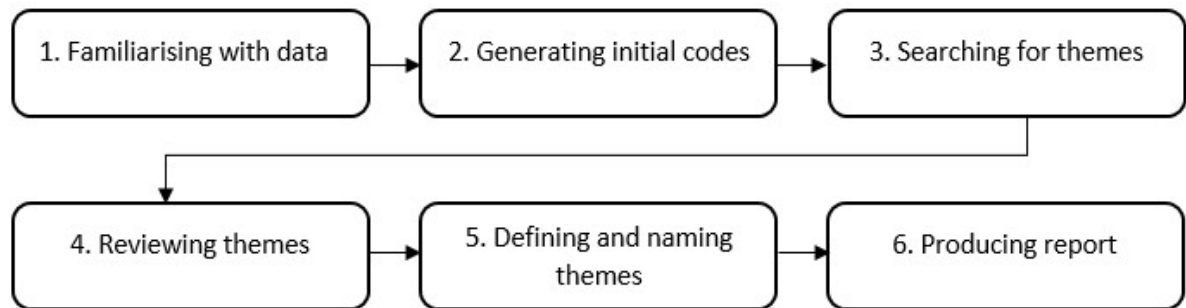 1. Familiarising with data
2. Generating initial codes
3. Searching for themes
4. Reviewing themes
5. Defining and naming
themes
6. Producing report